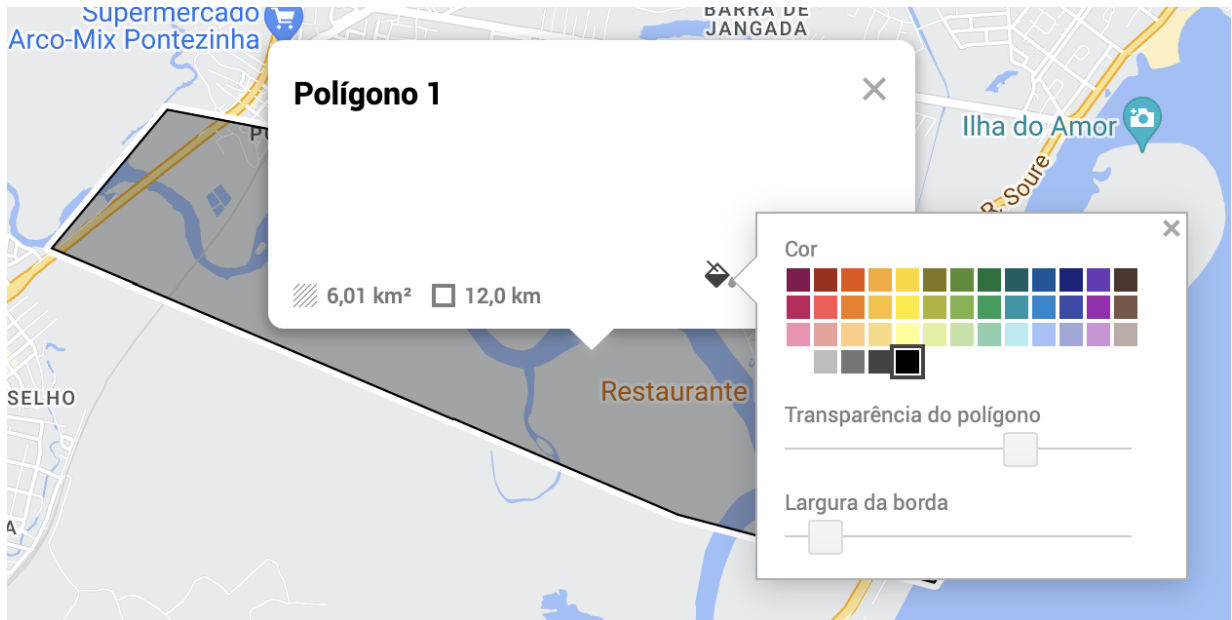 Supermercado
Arco-Mix Pontezinha
BARRA DE
JANGADA
Polígono 1
Ilha do Amor
R. Soure
Cor
6,01 km² 12,0 km
Restaurante
SELHO
Transparência do polígono
Largura da borda
A